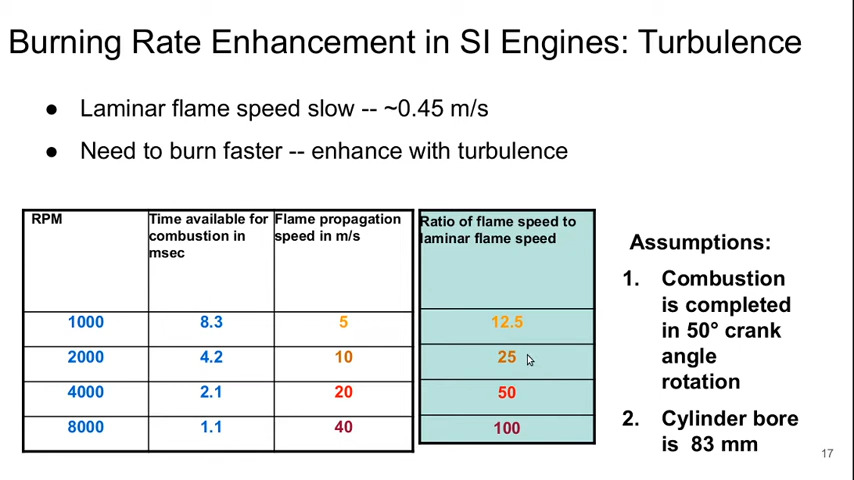 Burning Rate Enhancement in SI Engines: Turbulence
● Laminar flame speed slow -- ~0.45 m/s
● Need to burn faster -- enhance with turbulence
RPM
Time available for
combustion in
msec
Flame propagation
speed in m/s
Ratio of flame speed to
laminar flame speed
1000 8.3 5 12.5
2000 4.2 10 25
4000 2.1 20 50
8000 1.1 40 100
Assumptions:
1. Combustion
is completed
in 50° crank
angle
rotation
2. Cylinder bore
is 83 mm
17